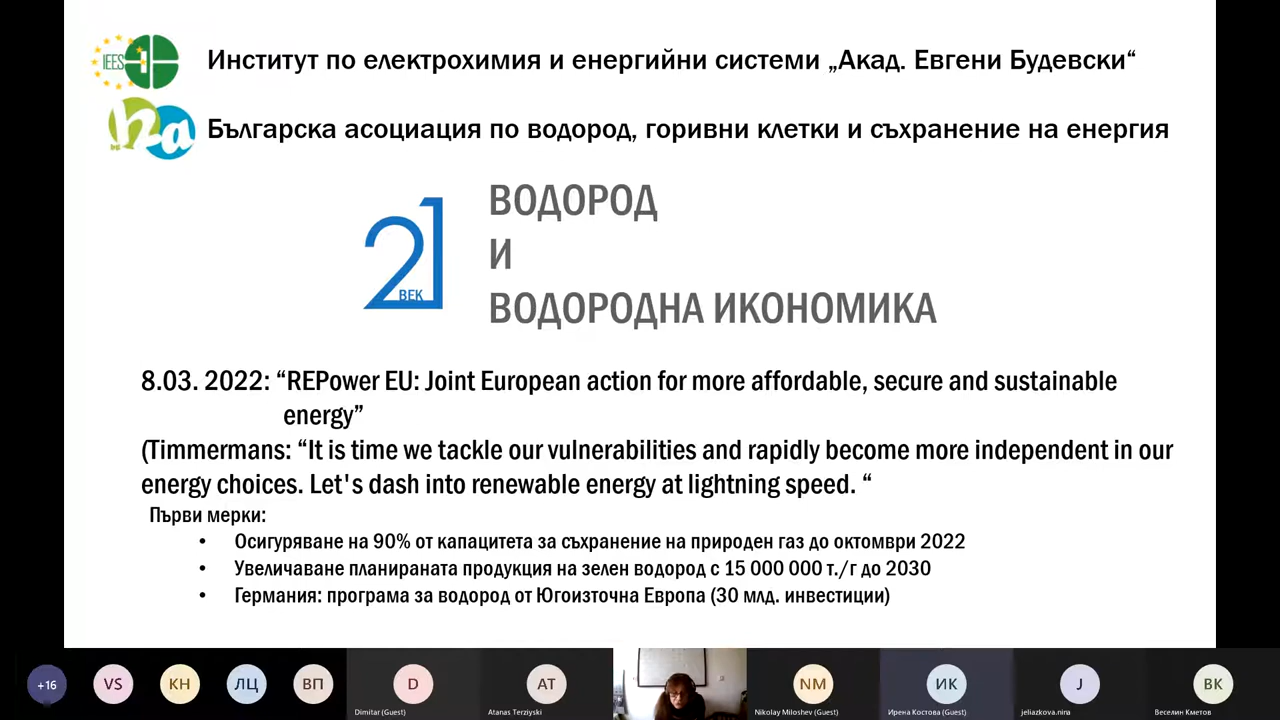 IEES
Институт по електрохимия и енергийни системи „Акад. Евгени Будевски“
h2a
bg
Българска асоциация по водород, горивни клетки и съхранение на енергия
21
ВЕК
ВОДОРОД
И
ВОДОРОДНА ИКОНОМИКА
8.03. 2022: “REPower EU: Joint European action for more affordable, secure and sustainable
energy”
(Timmermans: “It is time we tackle our vulnerabilities and rapidly become more independent in our
energy choices. Let's dash into renewable energy at lightning speed. “
Първи мерки:
• Осигуряване на 90% от капацитета за съхранение на природен газ до октомври 2022
• Увеличаване планираната продукция на зелен водород с 15 000 000 т./г до 2030
• Германия: програма за водород от Югоизточна Европа (30 млд. инвестиции)
+16
VS
КН
ЛЦ
ВП
D
AT
NM
ИК
J
ВК
Dimitar (Guest)
Atanas Terziyski
Nikolay Miloshev (Guest)
Ирена Костова (Guest)
jeliazkova.nina
Веселин Кметов